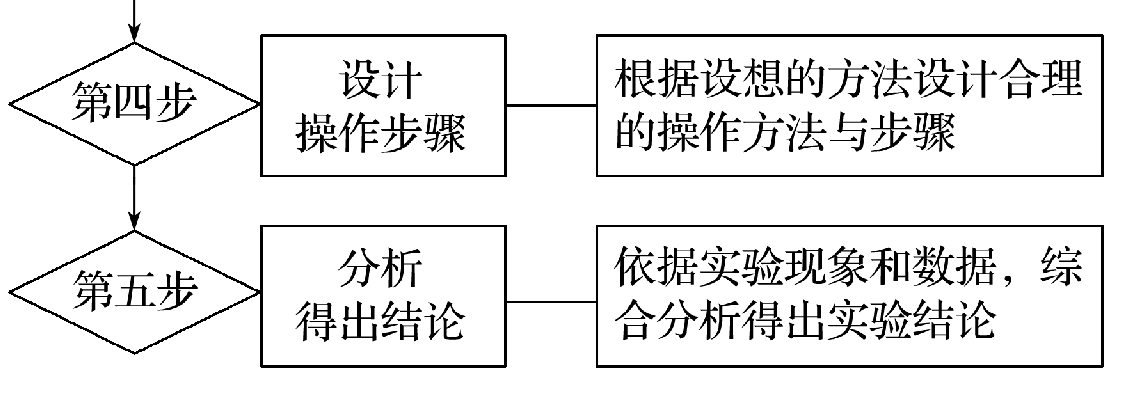 第四步
设计
操作步骤
根据设想的方法设计合理
的操作方法与步骤
第五步
分析
得出结论
依据实验现象和数据，综
合分析得出实验结论